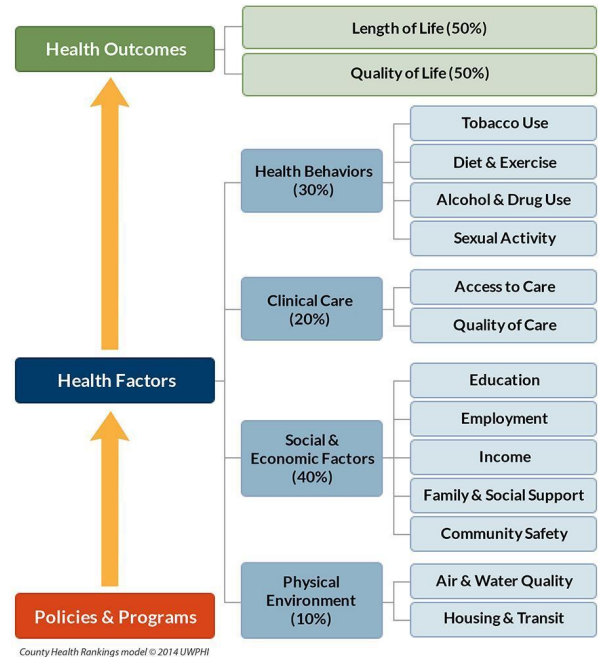 Health Outcomes
Length of Life (50%)
Quality of Life (50%)
Health Factors
Health Behaviors
(30%)
Tobacco Use
Diet & Exercise
Alcohol & Drug Use
Sexual Activity
Clinical Care
(20%)
Access to Care
Quality of Care
Social &
Economic Factors
(40%)
Education
Employment
Income
Family & Social Support
Community Safety
Physical
Environment
(10%)
Air & Water Quality
Housing & Transit
Policies & Programs
County Health Rankings model © 2014 UWPHI